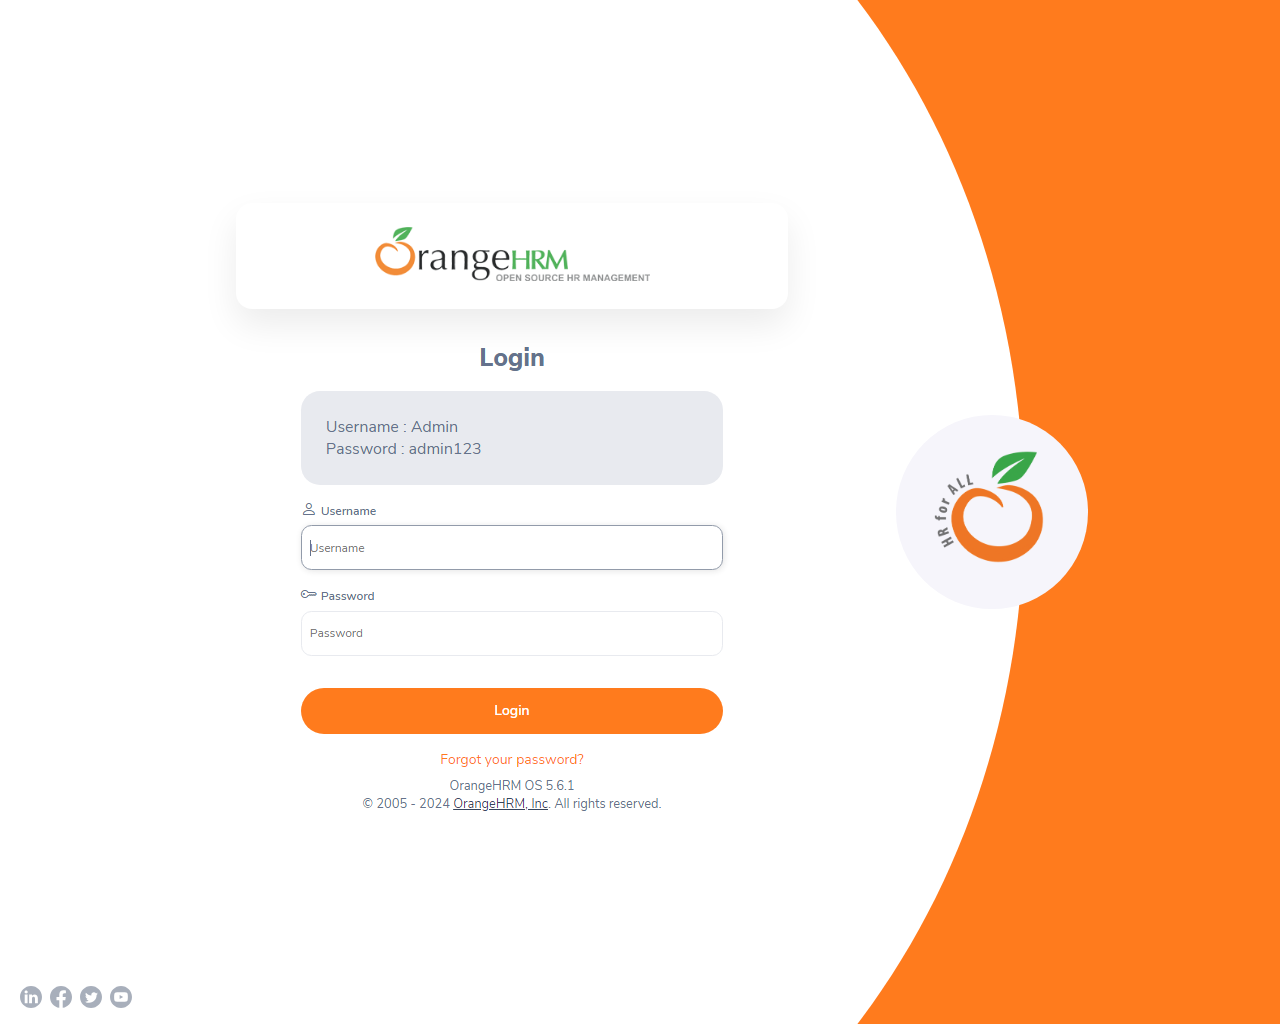 rangeHRM
OPEN SOURCE HR MANAGEMENT
Login
Username : Admin
Password : admin123
Username
Username
Password
Password
Login
Forgot your password?
OrangeHRM OS 5.6.1
© 2005 - 2024 OrangeHRM, Inc. All rights reserved.
HR for ALL